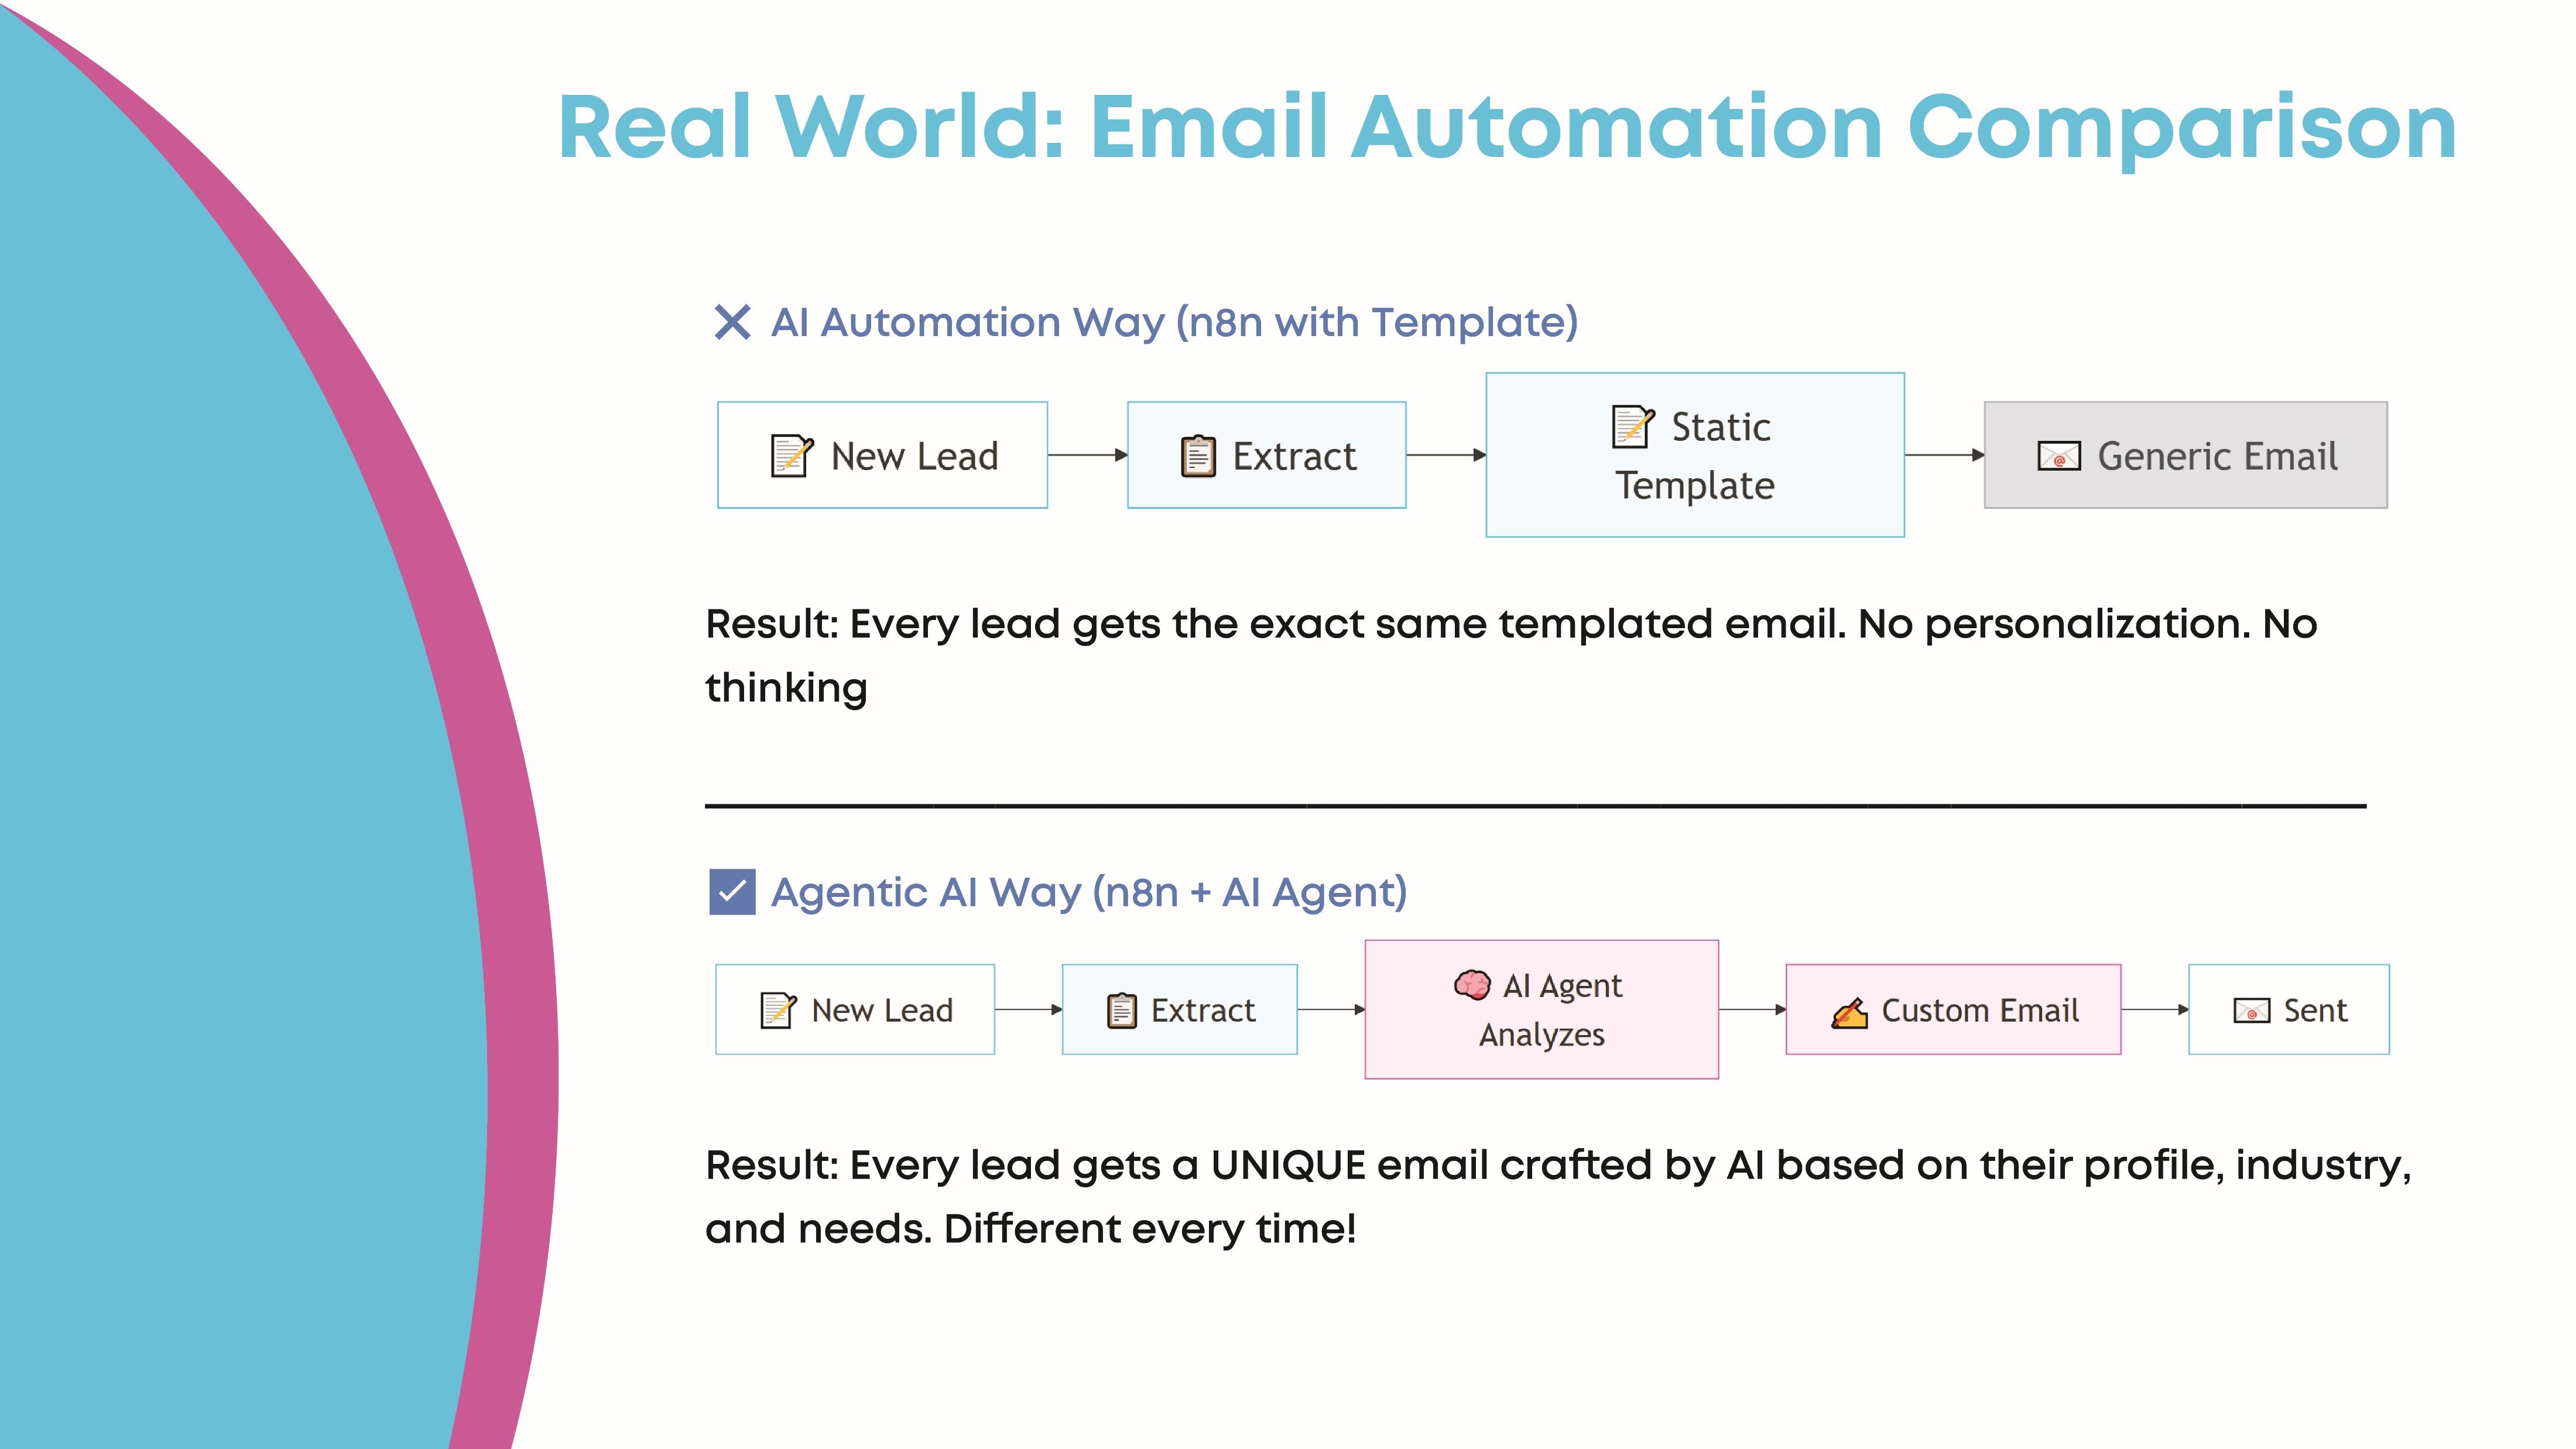 Real World: Email Automation Comparison
❌ AI Automation Way (n8n with Template)
📝 New Lead
📋 Extract
📝 Static
Template
📧 Generic Email
Result: Every lead gets the exact same templated email. No personalization. No
thinking
✅ Agentic AI Way (n8n + AI Agent)
📝 New Lead
📋 Extract
🧠 AI Agent
Analyzes
✍️ Custom Email
📧 Sent
Result: Every lead gets a UNIQUE email crafted by AI based on their profile, industry,
and needs. Different every time!